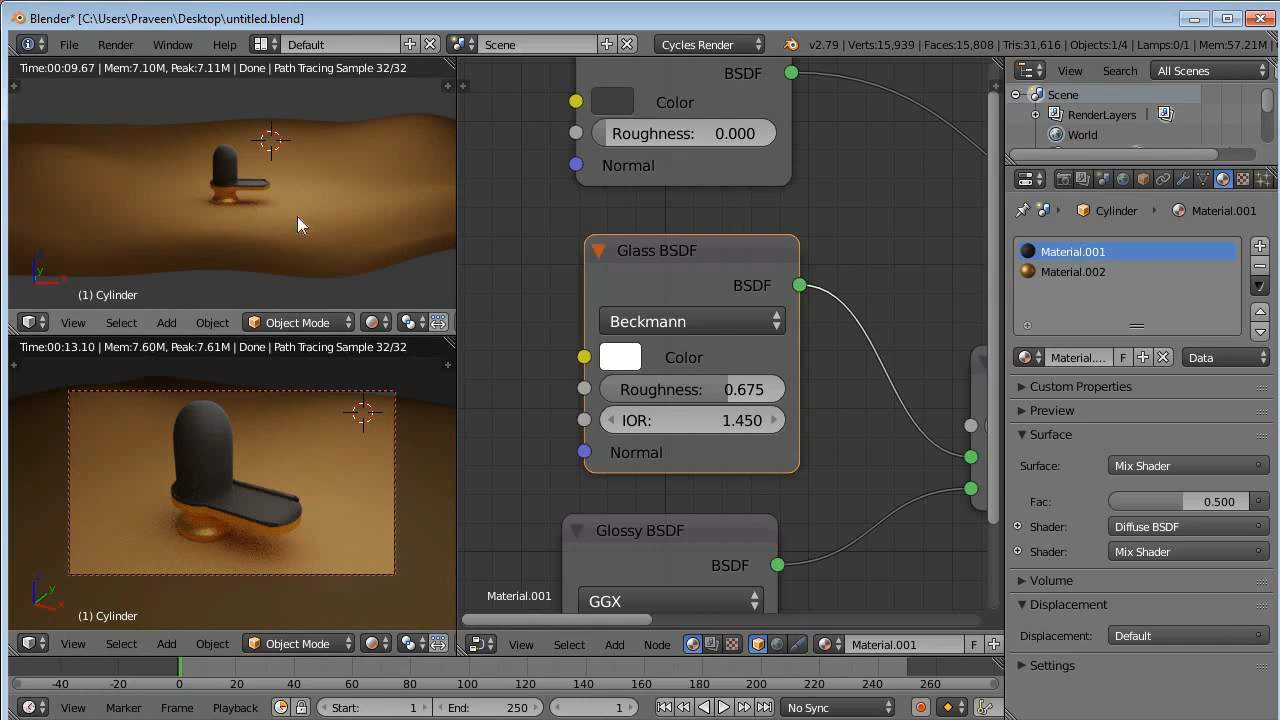 Blender* [C:\Users\Praveen\Desktop\untitled.blend]
File Render Window Help Default Scene Cycles Render v2.79 | Verts:15,939 | Faces:15,808 | Tris:31,616 | Objects:1/4 | Lamps:0/1 | Mem:57.21M |
Time:00:09.67 | Mem:7.10M, Peak:7.11M | Done | Path Tracing Sample 32/32
(1) Cylinder
View Select Add Object Object Mode
Time:00:13.10 | Mem:7.60M, Peak:7.61M | Done | Path Tracing Sample 32/32
(1) Cylinder
View Select Add Object Object Mode
BSDF
Color
Roughness: 0.000
Normal
Glass BSDF
BSDF
Beckmann
Color
Roughness: 0.675
IOR: 1.450
Normal
Glossy BSDF
BSDF
GGX
Material.001
View Select Add Node Material.001 F
View Search All Scenes
Scene
RenderLayers |
World
Cylinder Material.001
Material.001
Material.002
Material.... F Data
Custom Properties
Preview
Surface
Surface: Mix Shader
Fac: 0.500
Shader: Diffuse BSDF
Shader: Mix Shader
Volume
Displacement
Displacement: Default
Settings
-40 -20 0 20 40 60 80 100 120 140 160 180 200 220 240 260
View Marker Frame Playback Start: 1 End: 250 1 No Sync